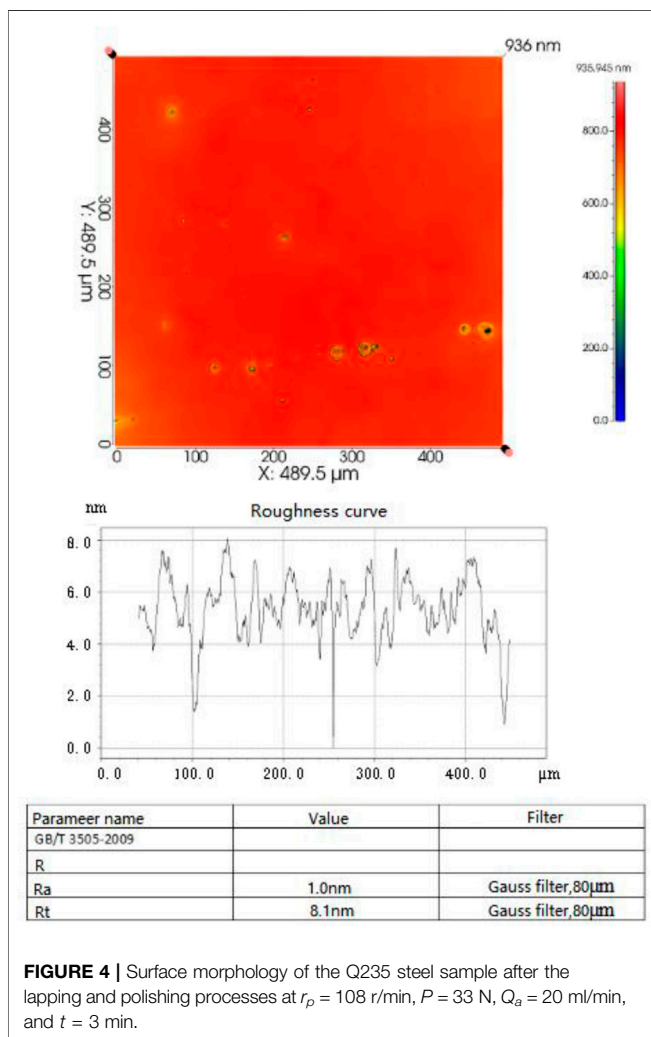 936 nm
935.945 nm
800.0
600.0
400.0
200.0
0.0
Y: 489.5 μm
400
300
200
100
0
0 100 200 300 400
X: 489.5 μm
nm
Roughness curve
8.0
6.0
4.0
2.0
0.0
0.0 100.0 200.0 300.0 400.0 μm
Parameer name Value Filter
GB/T 3505-2009
R
Ra 1.0nm Gauss filter,80μm
Rt 8.1nm Gauss filter,80μm
FIGURE 4 | Surface morphology of the Q235 steel sample after the
lapping and polishing processes at rp = 108 r/min, P = 33 N, Qa = 20 ml/min,
and t = 3 min.